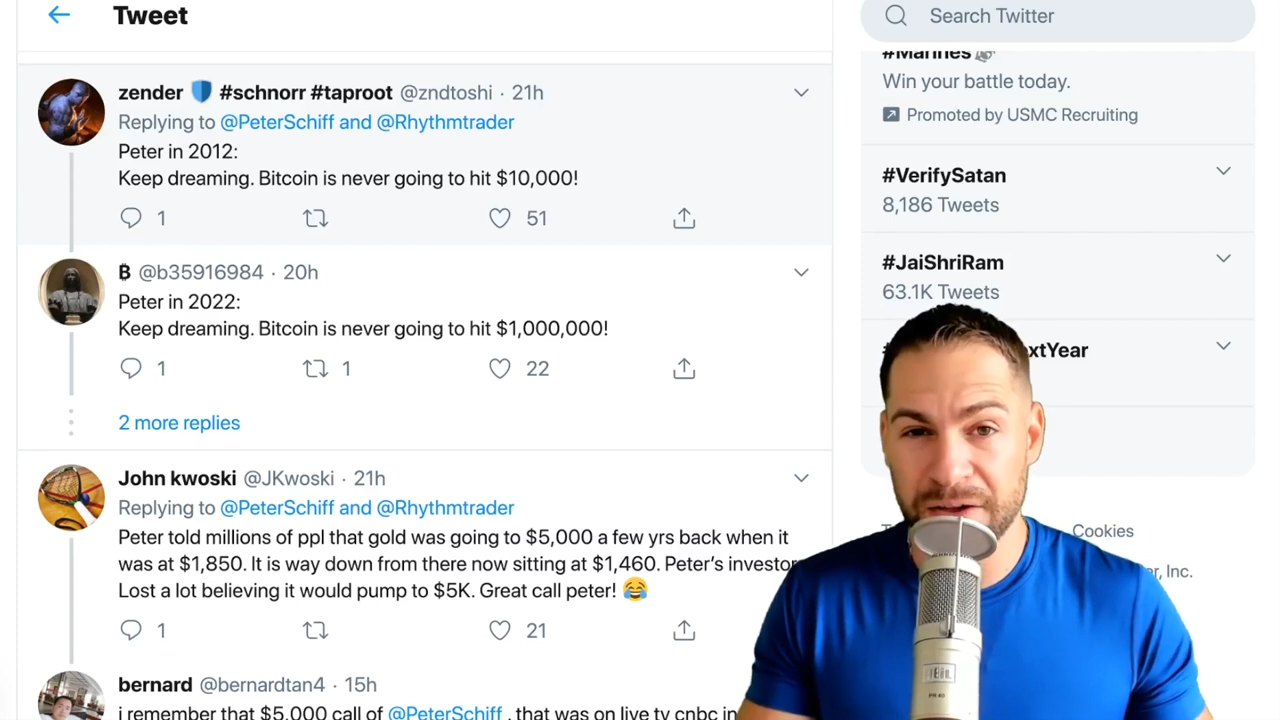 Tweet
Search Twitter
zender #schnorr #taproot @zndtoshi · 21h
Replying to @PeterSchiff and @Rhythmtrader
Peter in 2012:
Keep dreaming. Bitcoin is never going to hit $10,000!
1 51
₿ @b35916984 · 20h
Peter in 2022:
Keep dreaming. Bitcoin is never going to hit $1,000,000!
1 1 22
2 more replies
John kwoski @JKwoski · 21h
Replying to @PeterSchiff and @Rhythmtrader
Peter told millions of ppl that gold was going to $5,000 a few yrs back when it
was at $1,850. It is way down from there now sitting at $1,460. Peter's investor
Lost a lot believing it would pump to $5K. Great call peter! 😂
1 21
bernard @bernardtan4 · 15h
i remember that $5,000 call of @PeterSchiff , that was on live tv cnbc in
#Marines
Win your battle today.
Promoted by USMC Recruiting
#VerifySatan
8,186 Tweets
#JaiShriRam
63.1K Tweets
xtYear
Cookies
Inc.
PR 40